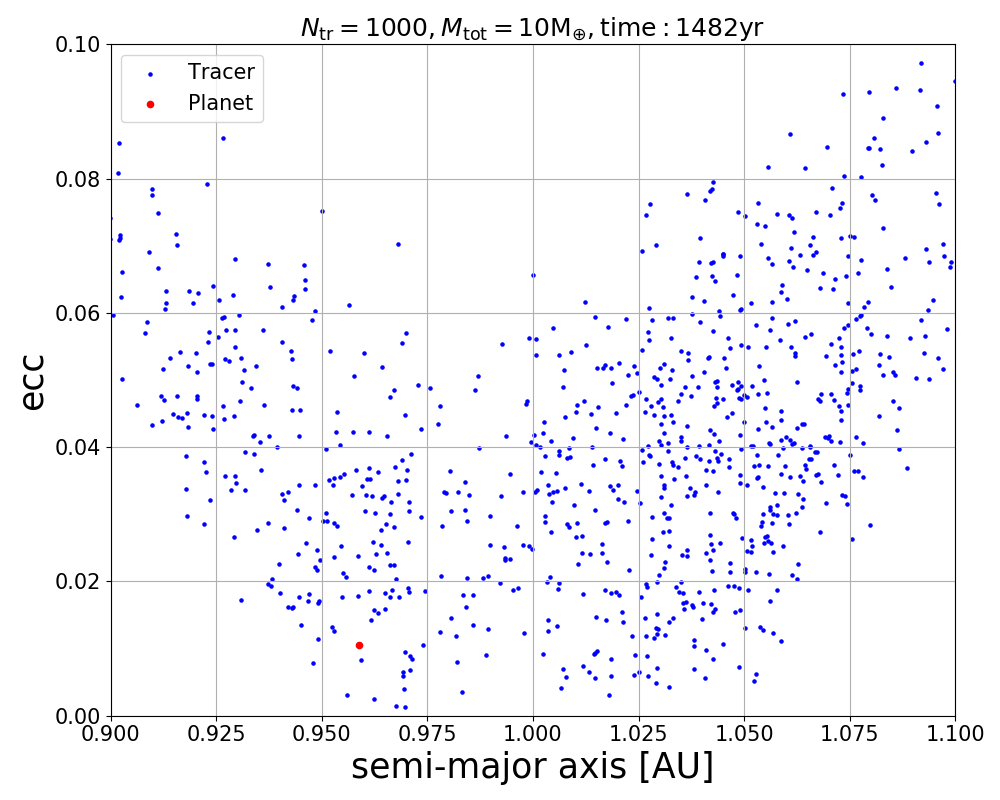 N_tr = 1000, M_tot = 10M_⊕, time : 1482yr
Tracer
Planet
ecc
0.10
0.08
0.06
0.04
0.02
0.00
0.900 0.925 0.950 0.975 1.000 1.025 1.050 1.075 1.100
semi-major axis [AU]